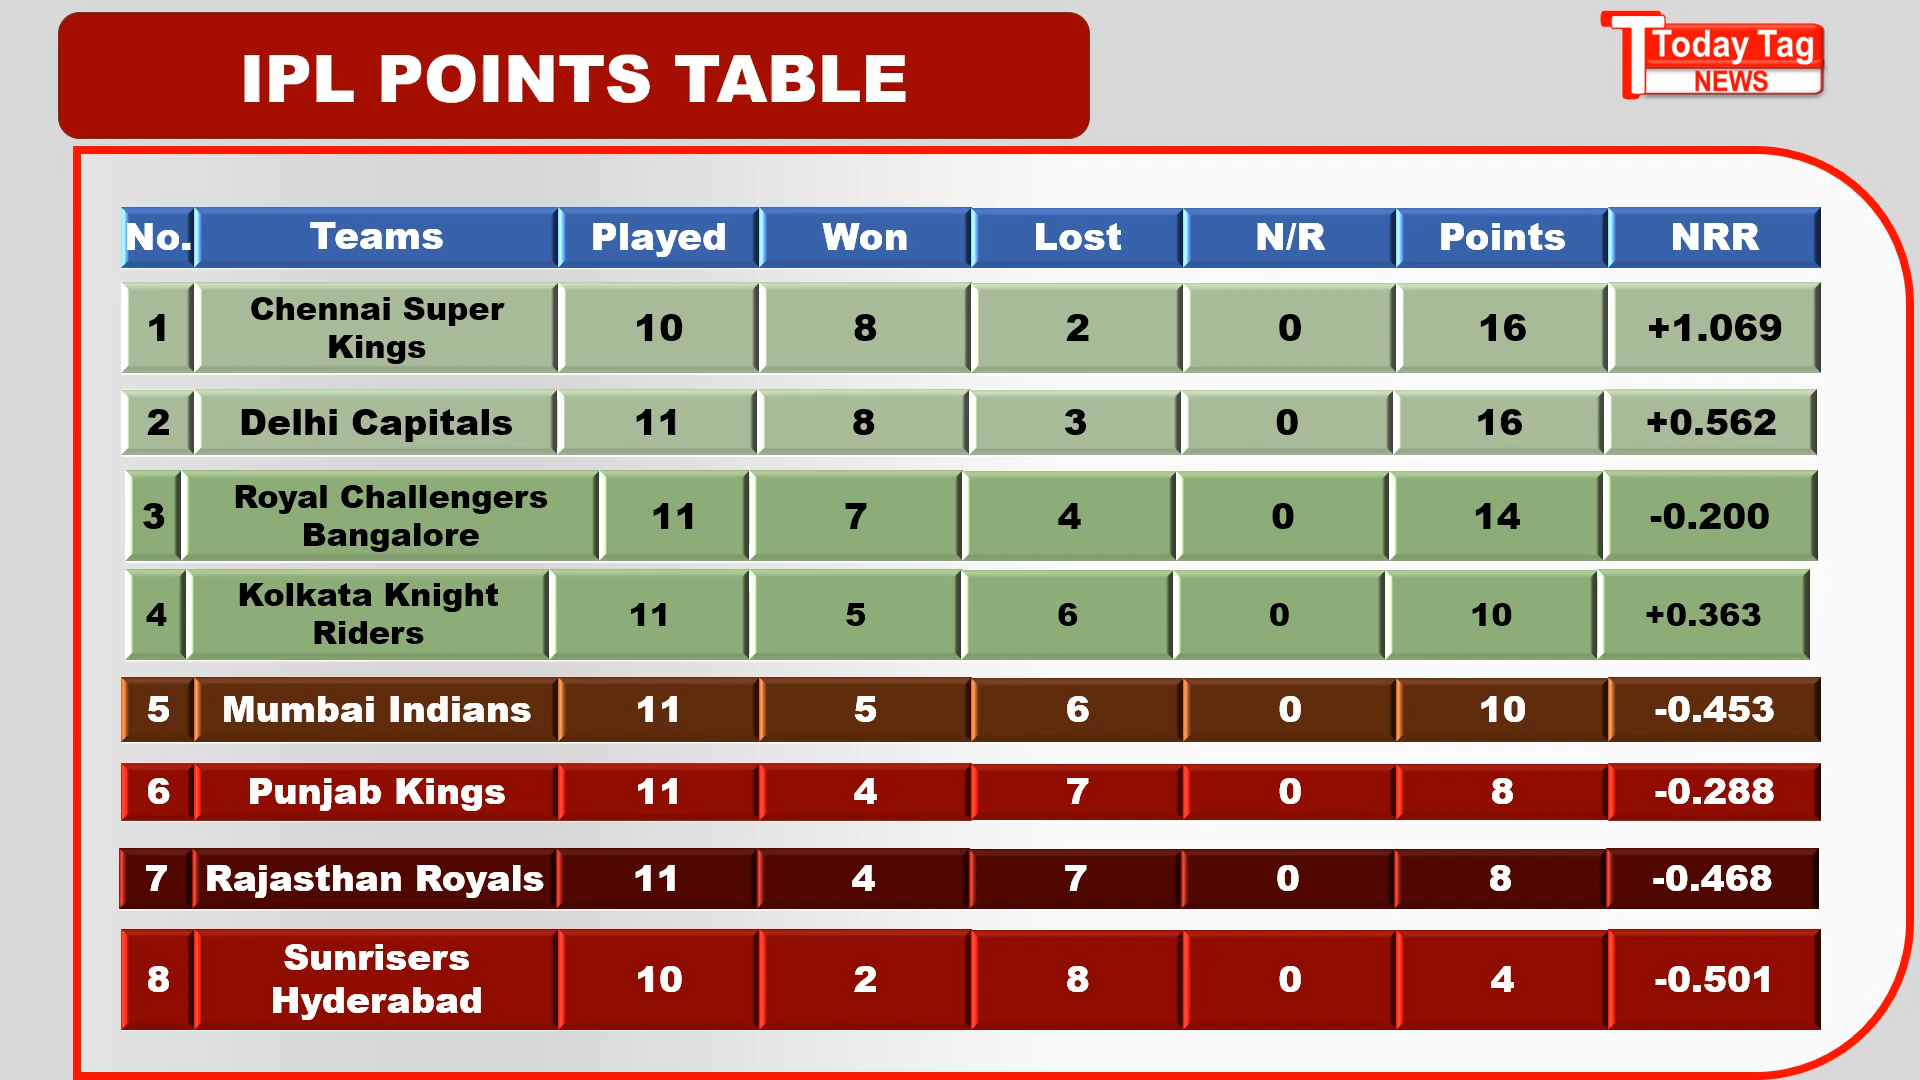 IPL POINTS TABLE
Today Tag
NEWS
No. Teams Played Won Lost N/R Points NRR
1 Chennai Super Kings 10 8 2 0 16 +1.069
2 Delhi Capitals 11 8 3 0 16 +0.562
3 Royal Challengers Bangalore 11 7 4 0 14 -0.200
4 Kolkata Knight Riders 11 5 6 0 10 +0.363
5 Mumbai Indians 11 5 6 0 10 -0.453
6 Punjab Kings 11 4 7 0 8 -0.288
7 Rajasthan Royals 11 4 7 0 8 -0.468
8 Sunrisers Hyderabad 10 2 8 0 4 -0.501